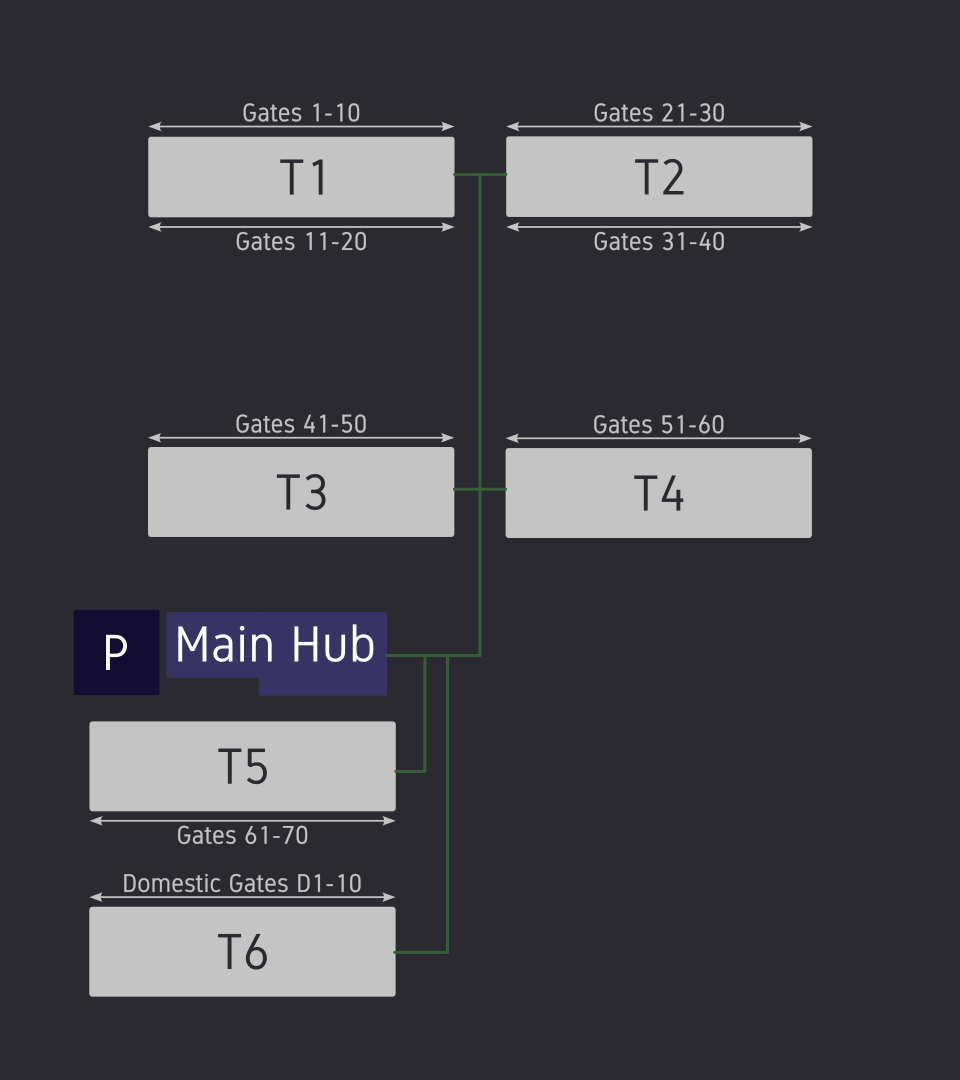 Gates 1-10
Gates 21-30
T1
T2
Gates 11-20
Gates 31-40
Gates 41-50
Gates 51-60
T3
T4
P
Main Hub
T5
Gates 61-70
Domestic Gates D1-10
T6